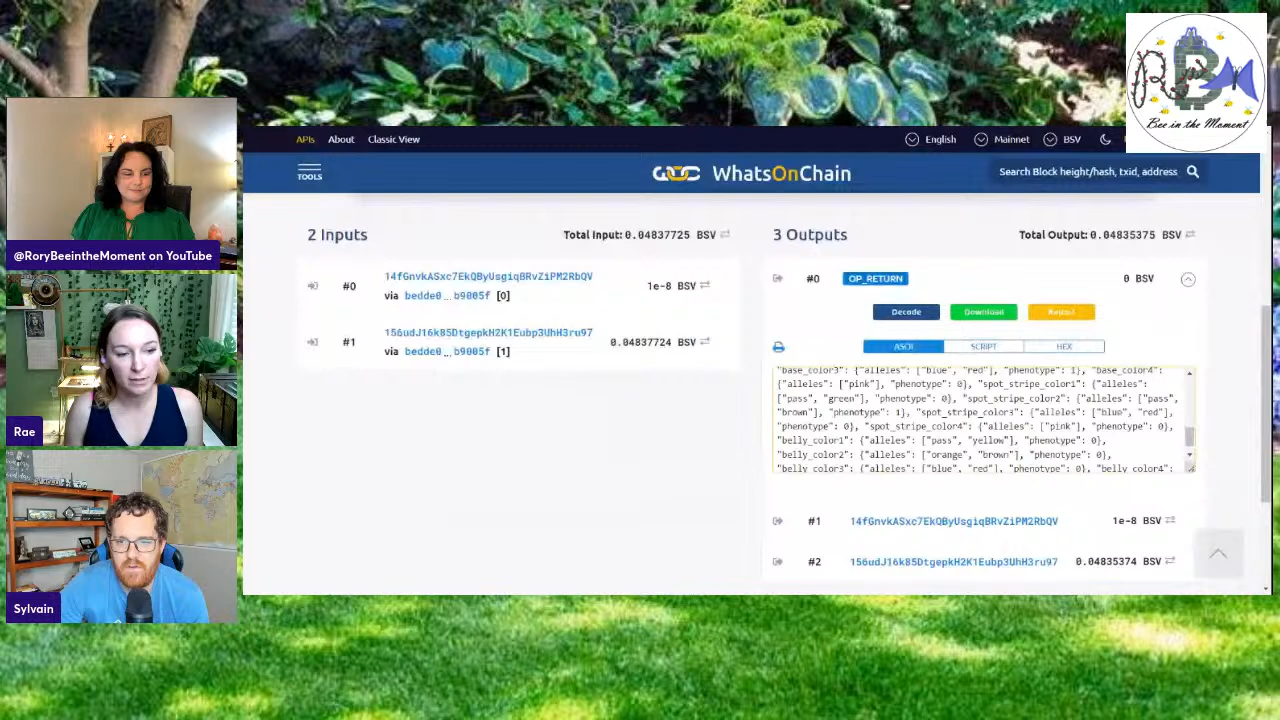 Bee in the Moment
APIs About Classic View English Mainnet BSV
TOOLS
WhatsOnChain
Search Block height/hash, txid, address
2 Inputs
Total Input: 0.04837725 BSV
#0
14fGnvkASxc7EkQByUsgiqBRvZiPM2RbQV
1e-8 BSV
via bedde0...b9005f [0]
#1
156udJ16k85DtgepkH2K1Eubp3UhH3ru97
0.04837724 BSV
via bedde0...b9005f [1]
3 Outputs
Total Output: 0.04835375 BSV
#0 OP_RETURN 0 BSV
Decode Download
ASCII SCRIPT HEX
"base_color3": {"alleles": ["blue", "red"], "phenotype": 1}, "base_color4":
{"alleles": ["pink"], "phenotype": 0}, "spot_stripe_color1": {"alleles":
["pass", "green"], "phenotype": 0}, "spot_stripe_color2": {"alleles": ["pass",
"brown"], "phenotype": 1}, "spot_stripe_color3": {"alleles": ["blue", "red"],
"phenotype": 0}, "spot_stripe_color4": {"alleles": ["pink"], "phenotype": 0},
"belly_color1": {"alleles": ["pass", "yellow"], "phenotype": 0},
"belly_color2": {"alleles": ["orange", "brown"], "phenotype": 0},
"belly_color3": {"alleles": ["blue", "red"], "phenotype": 0}, "belly_color4":
#1 14fGnvkASxc7EkQByUsgiqBRvZiPM2RbQV 1e-8 BSV
#2 156udJ16k85DtgepkH2K1Eubp3UhH3ru97 0.04835374 BSV
@RoryBeeintheMoment on YouTube
Rae
Sylvain